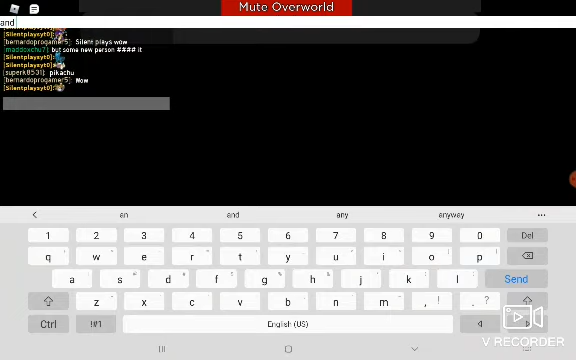 Mute Overworld
and
[Silentplaysyt0]:
[bernardoprogamer5]: Silent plays wow
[maddoxchu7]: but some new person #### it
[Silentplaysyt0]:
[Silentplaysyt0]:
[superk8531]: pikachu
[bernardoprogamer5]: Wow
[Silentplaysyt0]:
an and any anyway ...
1 2 3 4 5 6 7 8 9 0 Del
q w e r t y u i o p
a s d f g h j k l Send
z x c v b n m , ! . ?
Ctrl !#1 English (US)
V RECORDER